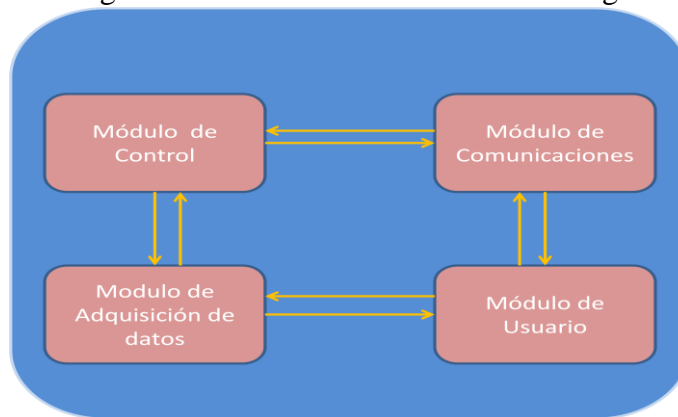 Módulo de
Control
Módulo de
Comunicaciones
Modulo de
Adquisición de
datos
Módulo de
Usuario